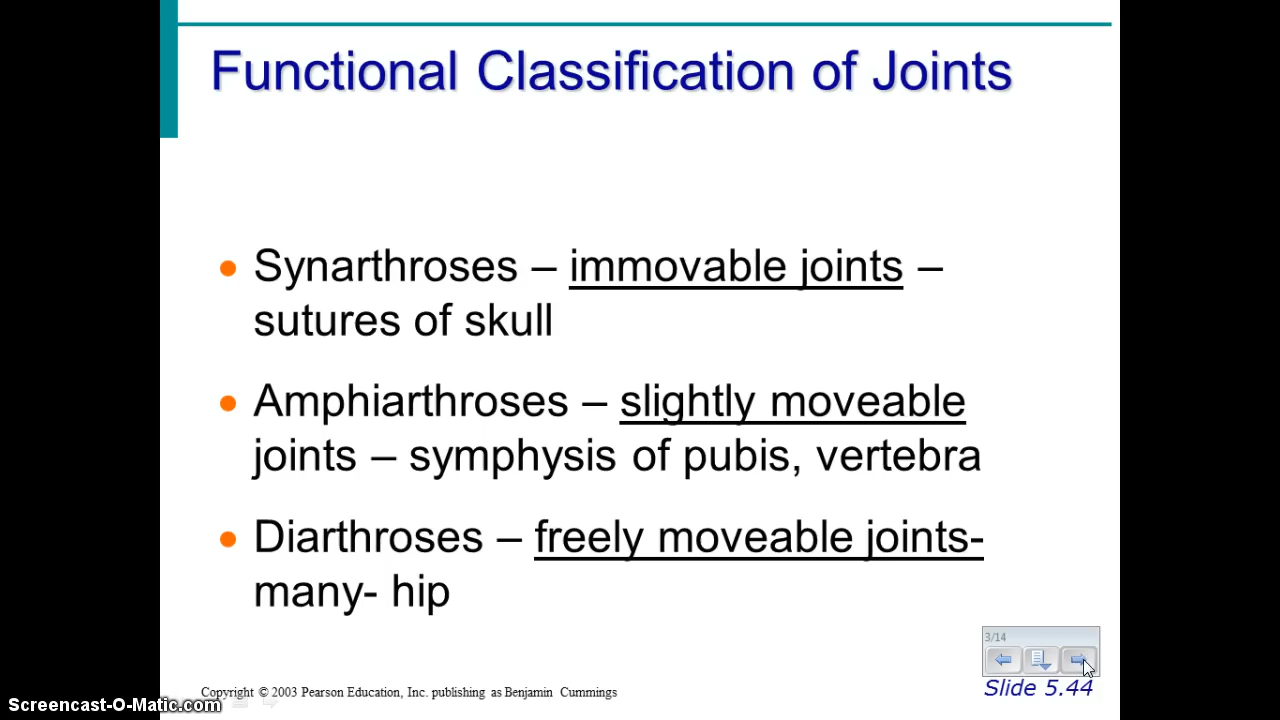 Functional Classification of Joints
Synarthroses – immovable joints –
sutures of skull
Amphiarthroses – slightly moveable
joints – symphysis of pubis, vertebra
Diarthroses – freely moveable joints-
many- hip
3/14
Slide 5.44
Copyright © 2003 Pearson Education, Inc. publishing as Benjamin Cummings
Screencast-O-Matic.com